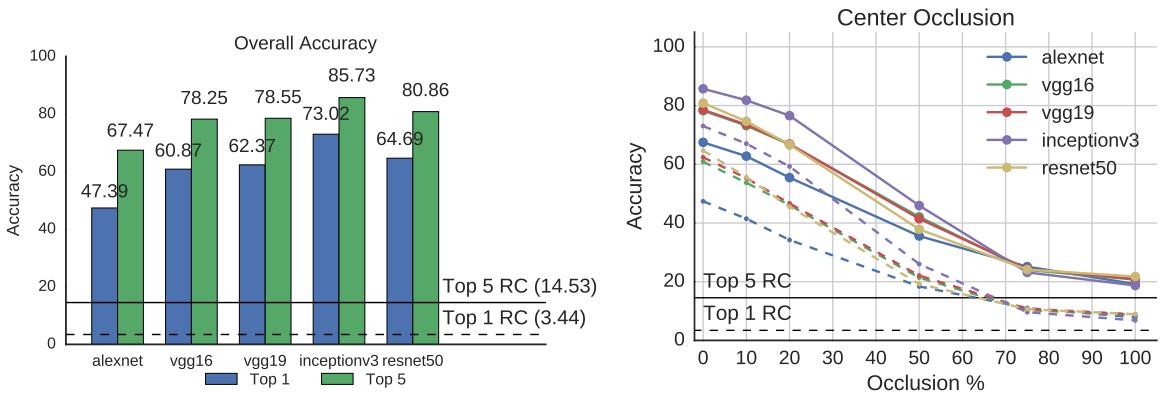 Overall Accuracy
100
80
60
40
20
0
Accuracy
47.39
67.47
60.87
78.25
62.37
78.55
73.02
85.73
64.69
80.86
Top 5 RC (14.53)
Top 1 RC (3.44)
alexnet
vgg16
vgg19
inceptionv3
resnet50
Top 1
Top 5
Center Occlusion
100
80
60
40
20
0
Accuracy
alexnet
vgg16
vgg19
inceptionv3
resnet50
Top 5 RC
Top 1 RC
0 10 20 30 40 50 60 70 80 90 100
Occlusion %